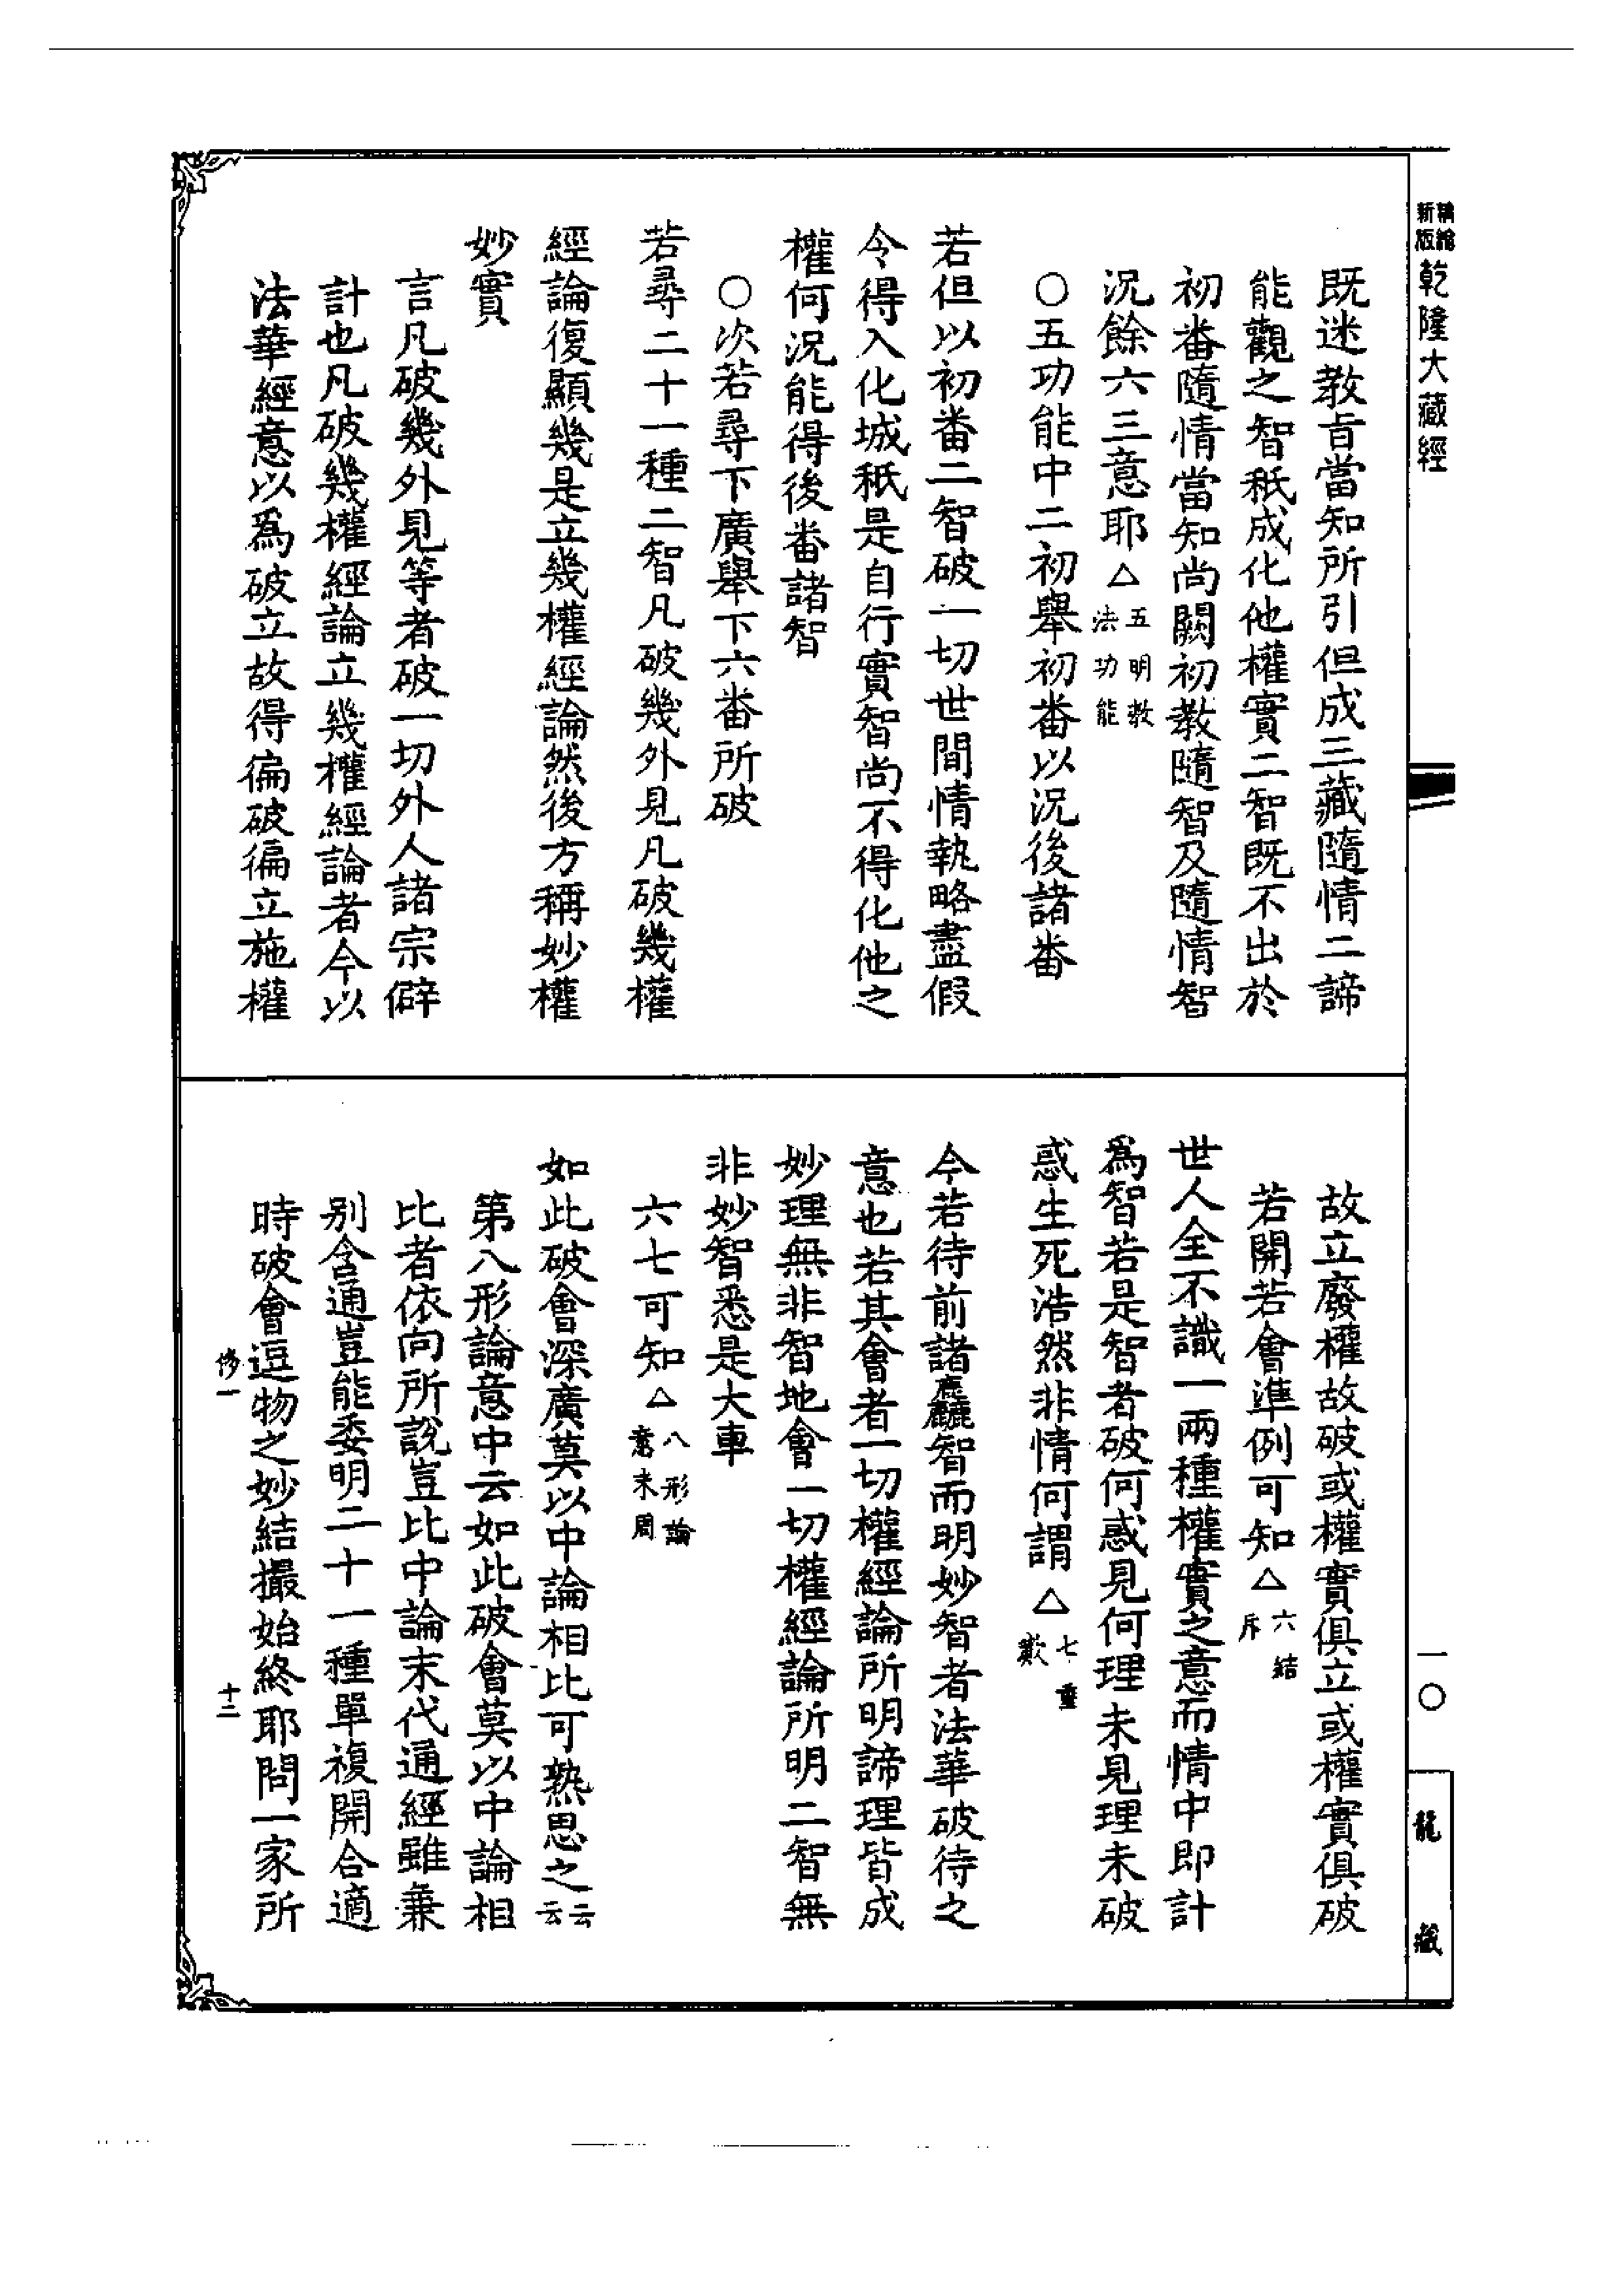 精縮新版乾隆大藏經
一〇
龍藏
既迷教旨當知所引但成三藏隨情二諦
能觀之智秖成化他權實二智既不出於
初番隨情當知尚闕初教隨智及隨情智
況餘六三意耶△五明教法功能
〇五功能中二初舉初番以況後諸番
若但以初番二智破一切世間情執略盡假
令得入化城秖是自行實智尚不得化他之
權何況能得後番諸智
〇次若尋下廣舉下六番所破
若尋二十一種二智凡破幾外見凡破幾權
經論復顯幾是立幾權經論然後方稱妙權
妙實
言凡破幾外見等者破一切外人諸宗僻
計也凡破幾權經論立幾權經論者今以
法華經意以爲破立故得徧破徧立施權
故立廢權故破或權實俱立或權實俱破
若開若會準例可知△六結斥
世人全不識一兩種權實之意而情中即計
爲智若是智者破何惑見何理未見理未破
惑生死浩然非情何謂△七重歎
今若待前諸麤智而明妙智者法華破待之
意也若其會者一切權經論所明諦理皆成
妙理無非智地會一切權經論所明二智無
非妙智悉是大車
六七可知△八形論意末周
如此破會深廣莫以中論相比可熟思之云云
第八形論意中云如此破會莫以中論相
比者依向所說豈比中論末代通經雖兼
別含通豈能委明二十一種單複開合適
時破會逗物之妙結撮始終耶問一家所
十二